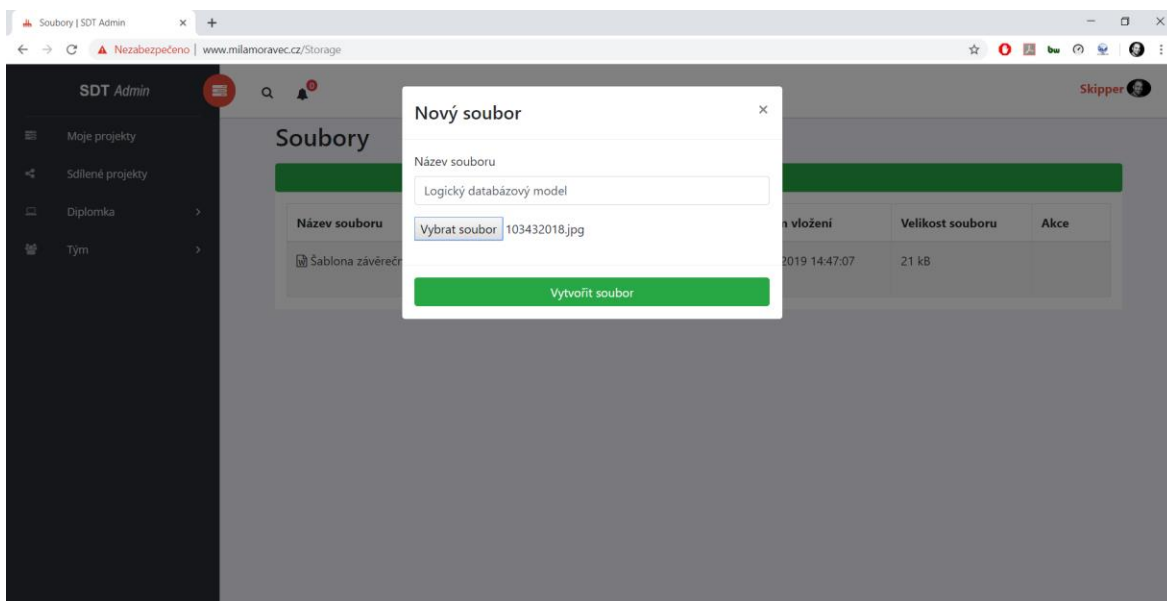 Soubory | SDT Admin
Nezabezpečeno | www.milamoravec.cz/Storage
SDT Admin
0
Skipper
Moje projekty
Sdílené projekty
Diplomka
Tým
Soubory
Nový soubor
Název souboru
Logický databázový model
Vybrat soubor 103432018.jpg
Vytvořit soubor
Název souboru vložení Velikost souboru Akce
Šablona 2019 14:47:07 21 kB